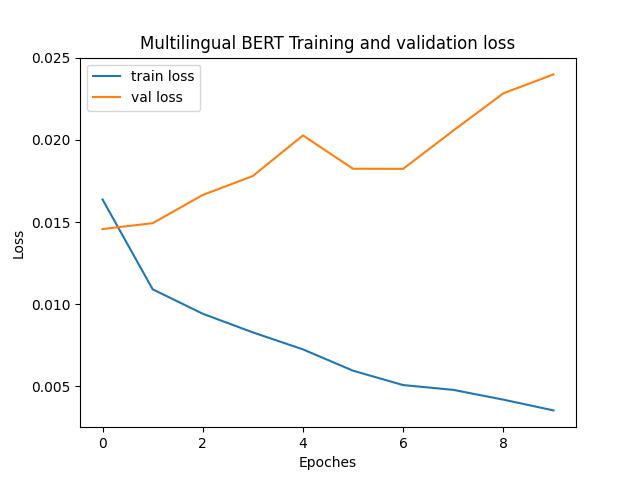 Multilingual BERT Training and validation loss
train loss
val loss
0.025
0.020
0.015
0.010
0.005
Loss
0 2 4 6 8
Epoches